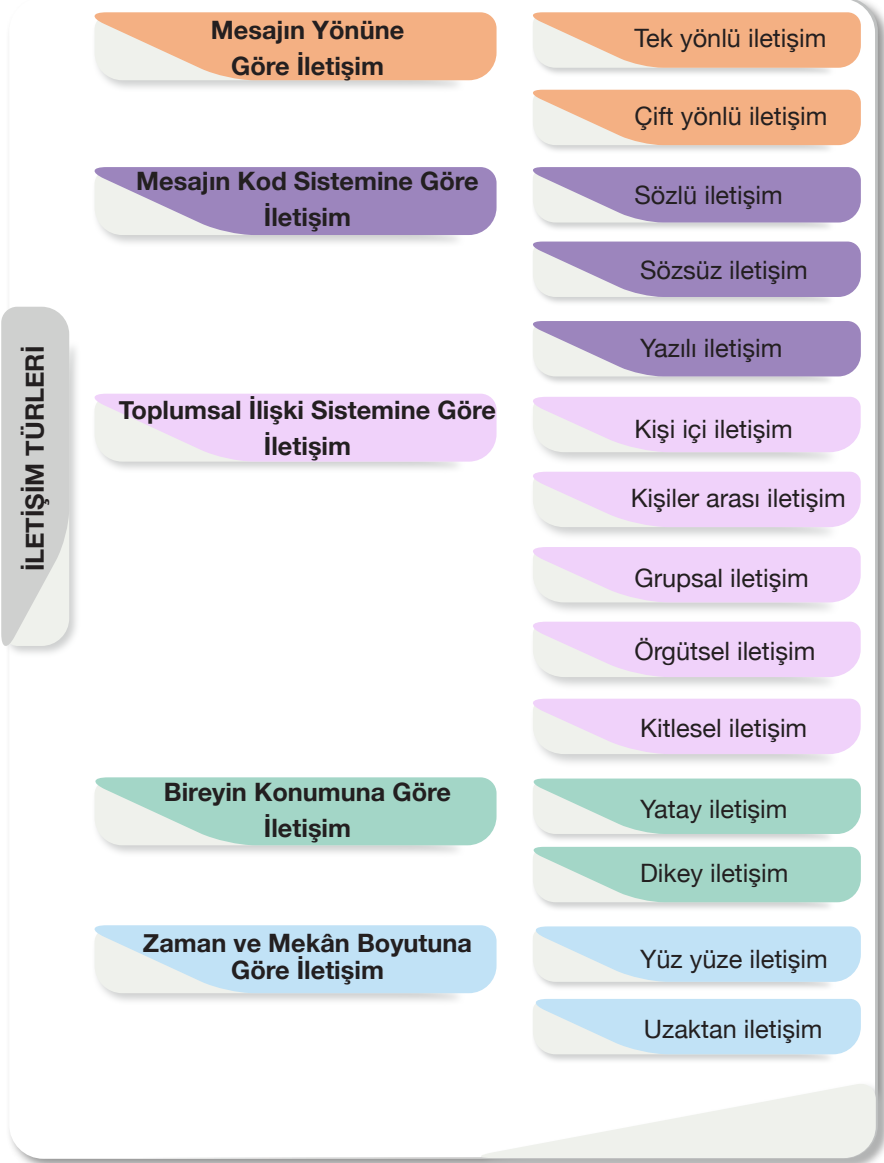 İLETİŞİM TÜRLERİ
Mesajın Yönüne
Göre İletişim
Tek yönlü iletişim
Çift yönlü iletişim
Mesajın Kod Sistemine Göre
İletişim
Sözlü iletişim
Sözsüz iletişim
Yazılı iletişim
Toplumsal İlişki Sistemine Göre
İletişim
Kişi içi iletişim
Kişiler arası iletişim
Grupsal iletişim
Örgütsel iletişim
Kitlesel iletişim
Bireyin Konumuna Göre
İletişim
Yatay iletişim
Dikey iletişim
Zaman ve Mekân Boyutuna
Göre İletişim
Yüz yüze iletişim
Uzaktan iletişim